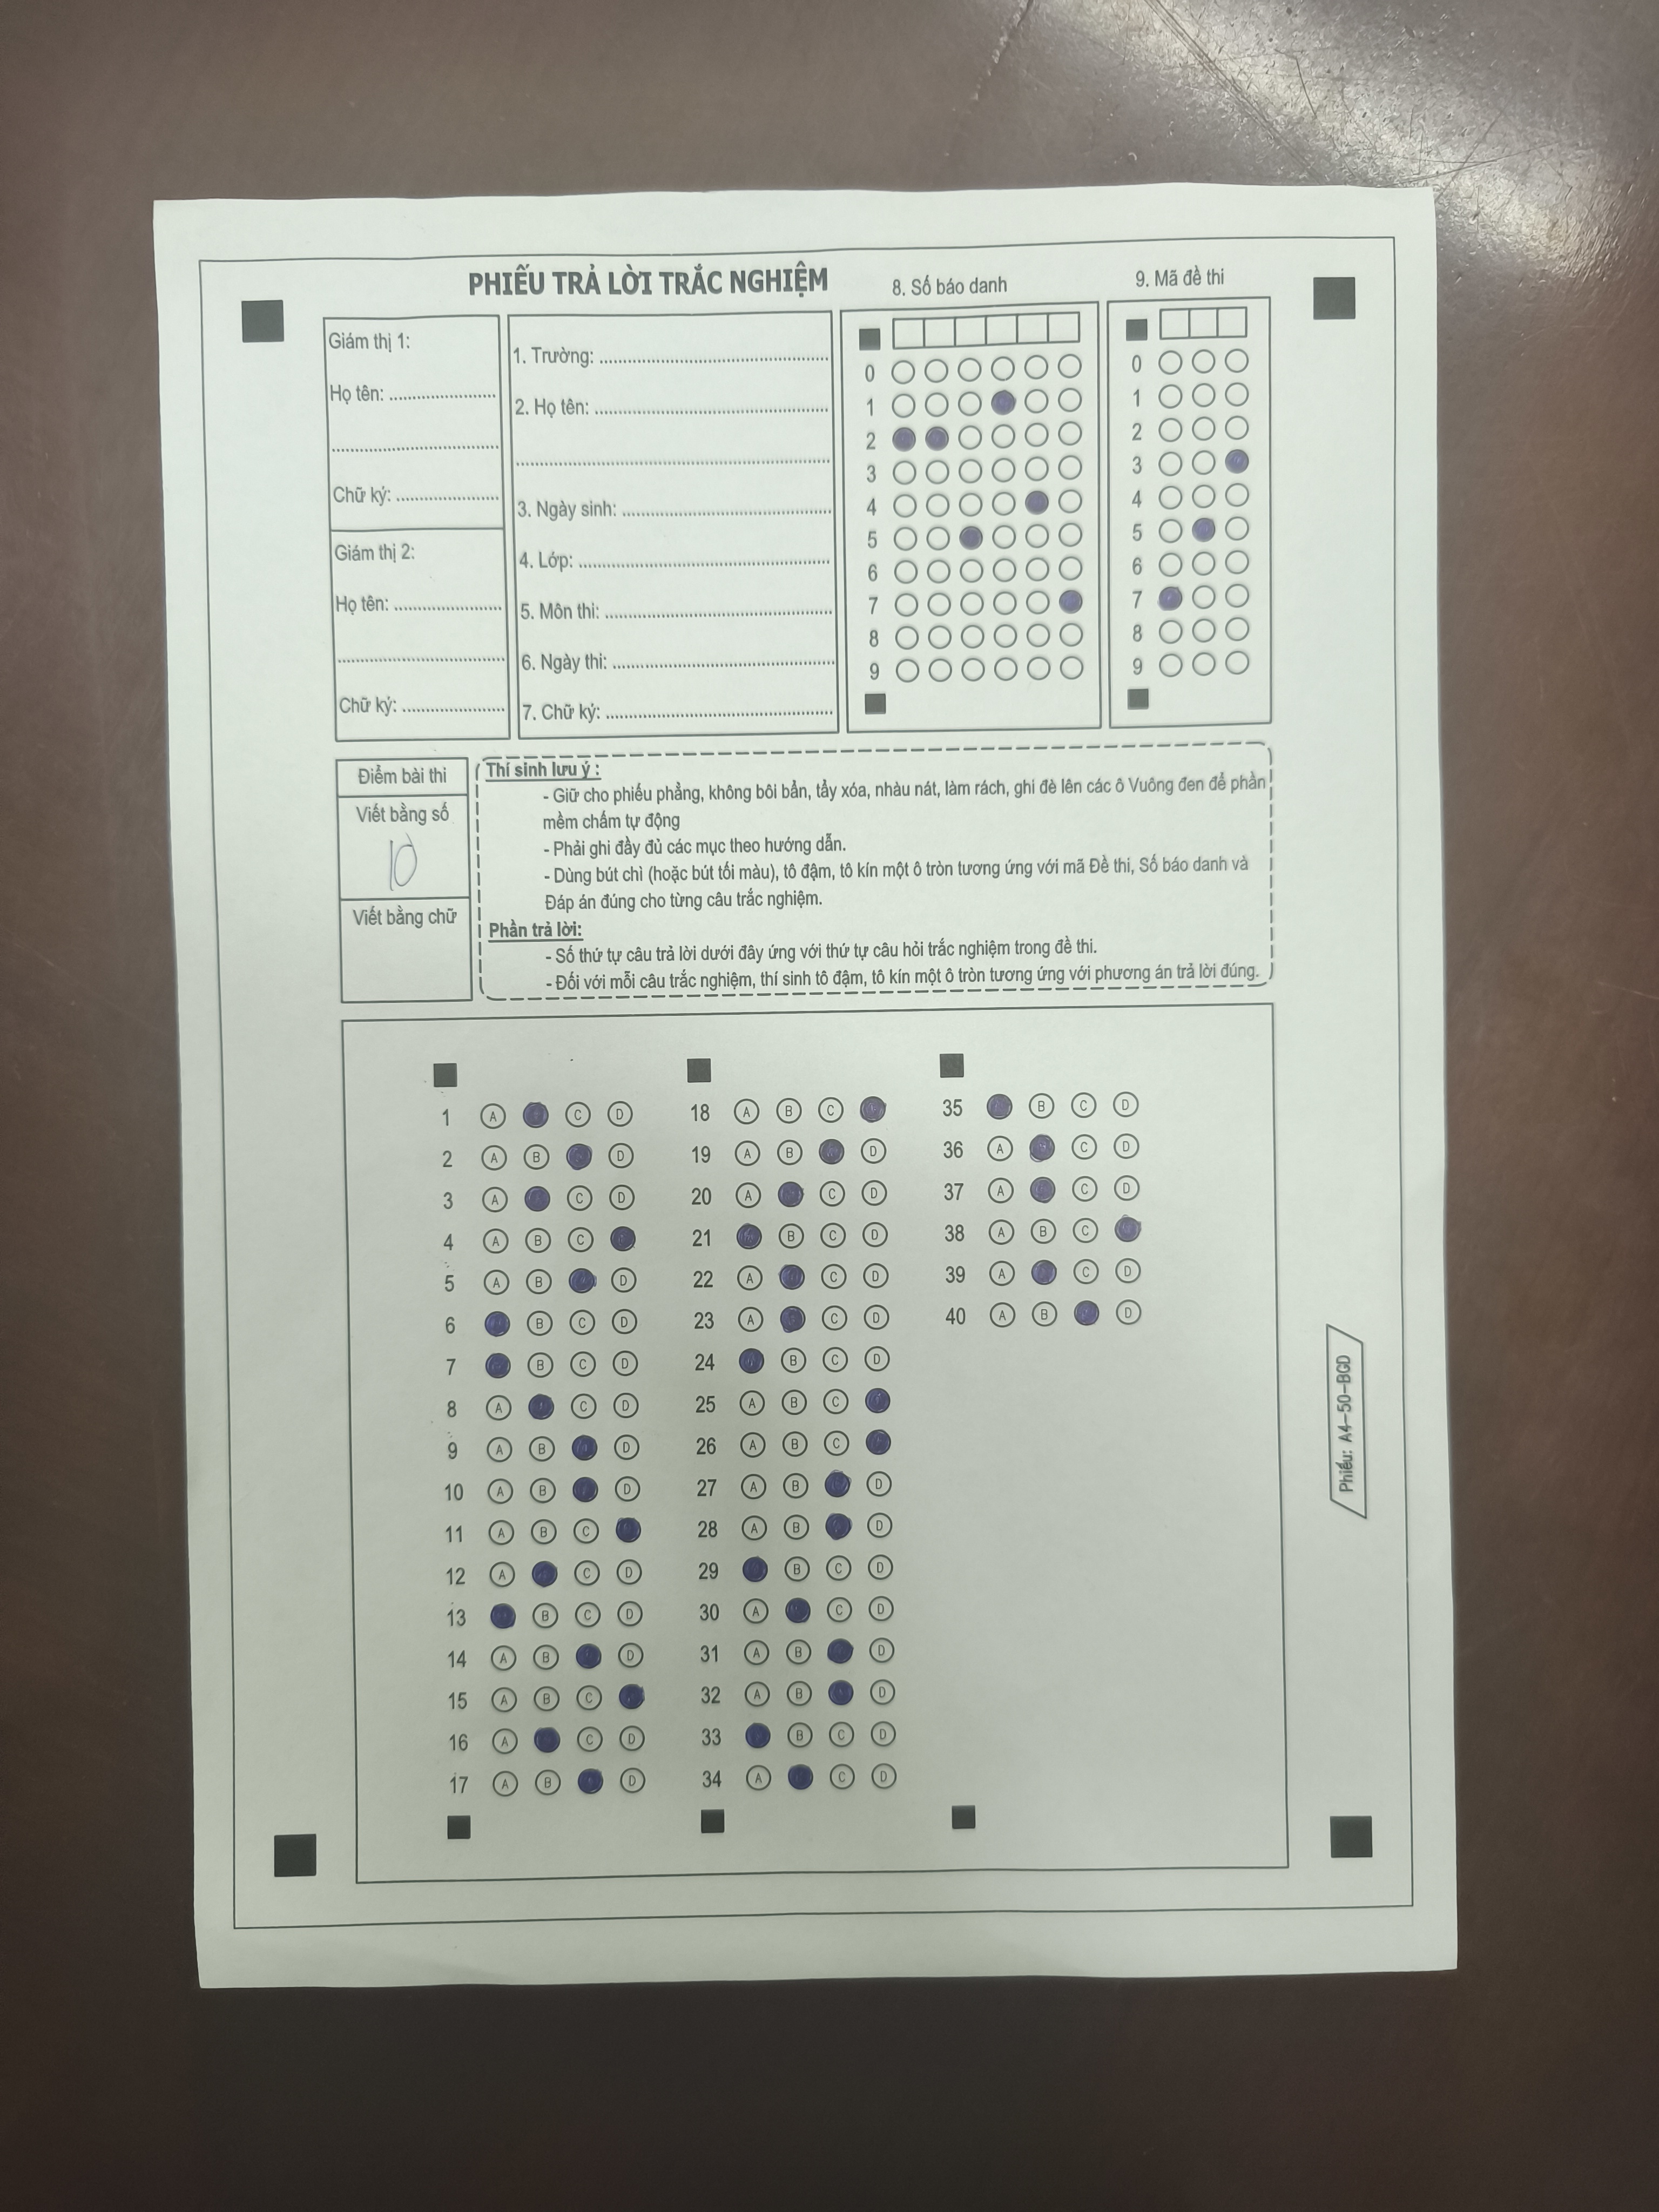 PHIẾU TRẢ LỜI TRẮC NGHIỆM
8. Số báo danh
9. Mã đề thi
Giám thị 1:
Họ tên: ......................
....................................
Chữ ký: .....................
Giám thị 2:
Họ tên: ......................
....................................
Chữ ký: .....................
1. Trường: ..............................................
2. Họ tên: ...............................................
...............................................................
3. Ngày sinh: ..........................................
4. Lớp: ..................................................
5. Môn thi: .............................................
6. Ngày thi: ............................................
7. Chữ ký: .............................................
0
1
2
3
4
5
6
7
8
9
0
1
2
3
4
5
6
7
8
9
Điểm bài thi
Viết bằng số
10
Viết bằng chữ
Thí sinh lưu ý :
- Giữ cho phiếu phẳng, không bôi bẩn, tẩy xóa, nhàu nát, làm rách, ghi đè lên các ô Vuông đen để phần
mềm chấm tự động
- Phải ghi đầy đủ các mục theo hướng dẫn.
- Dùng bút chì (hoặc bút tối màu), tô đậm, tô kín một ô tròn tương ứng với mã Đề thi, Số báo danh và
Đáp án đúng cho từng câu trắc nghiệm.
Phần trả lời:
- Số thứ tự câu trả lời dưới đây ứng với thứ tự câu hỏi trắc nghiệm trong đề thi.
- Đối với mỗi câu trắc nghiệm, thí sinh tô đậm, tô kín một ô tròn tương ứng với phương án trả lời đúng.
1 A C D
2 A B D
3 A C D
4 A B C
5 A B D
6 B C D
7 B C D
8 A C D
9 A B D
10 A B D
11 A B C
12 A C D
13 B C D
14 A B D
15 A B C
16 A C D
17 A B D
18 A B C
19 A B D
20 A C D
21 B C D
22 A C D
23 A C D
24 B C D
25 A B C
26 A B C
27 A B D
28 A B D
29 B C D
30 A C D
31 A B D
32 A B D
33 B C D
34 A C D
35 B C D
36 A C D
37 A C D
38 A B C
39 A C D
40 A B D
Phiếu: A4-50-BGD